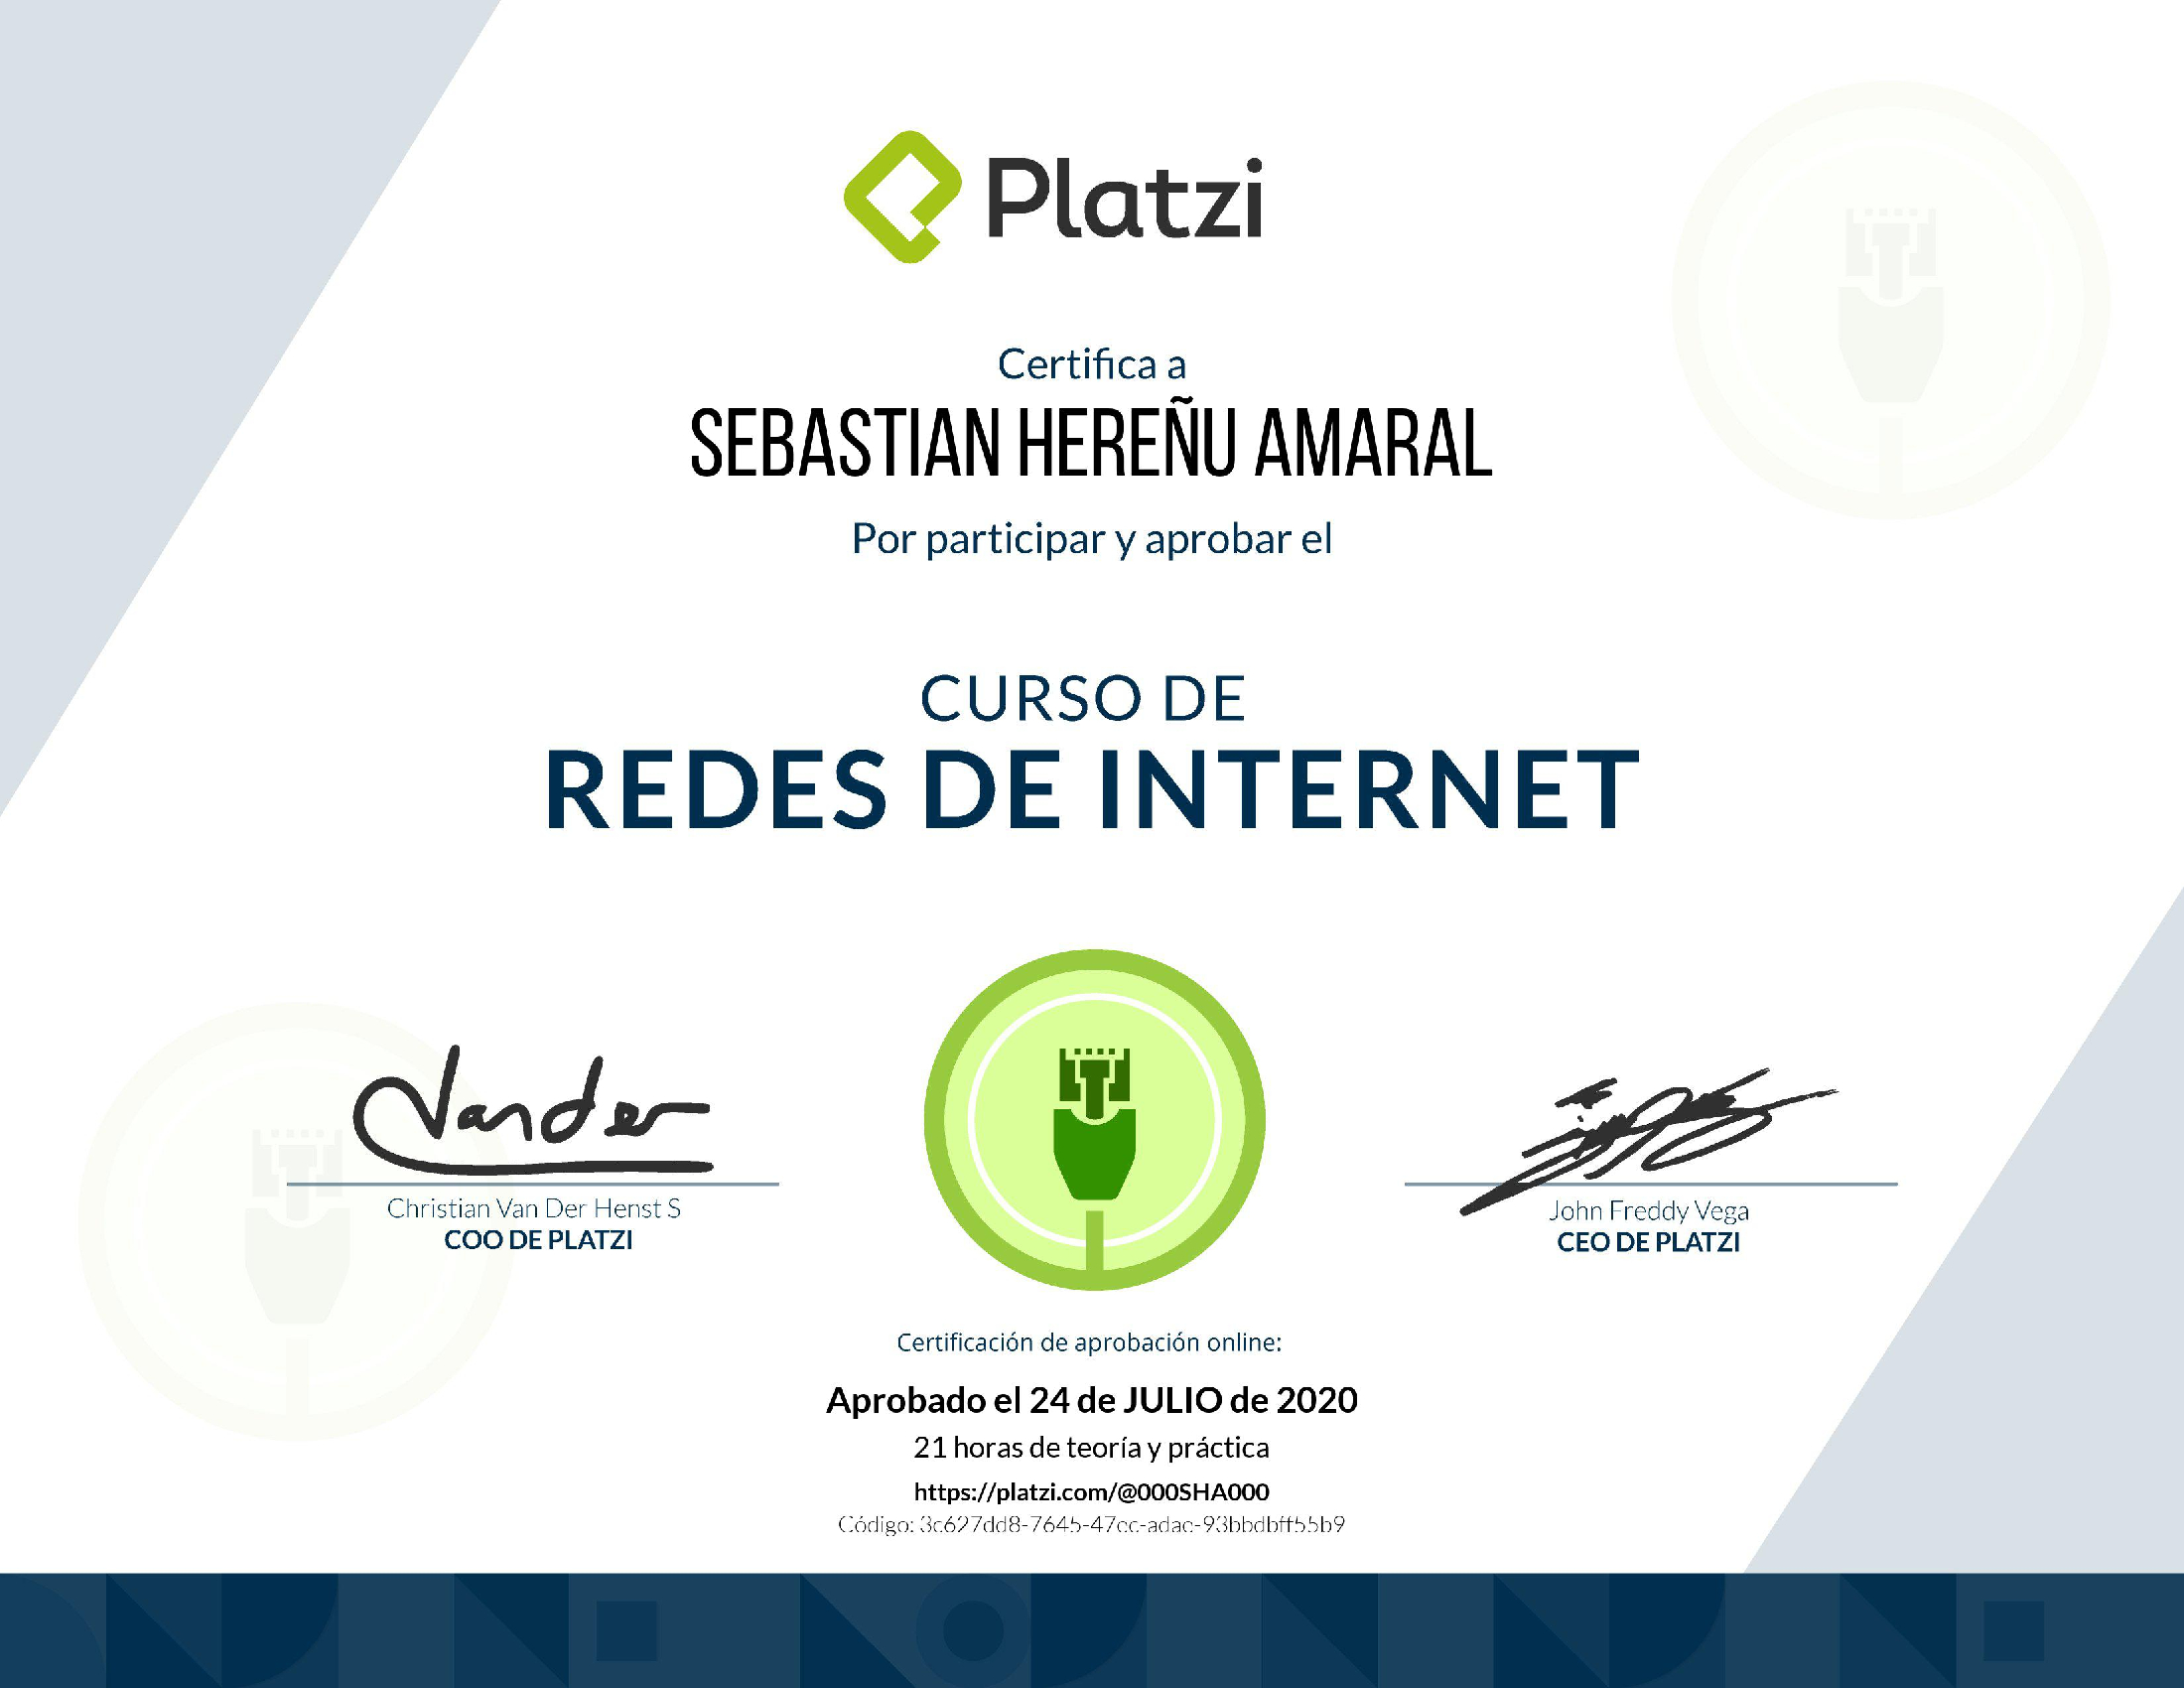 Platzi
Certifica a
SEBASTIAN HEREÑU AMARAL
Por participar y aprobar el
CURSO DE
REDES DE INTERNET
Vander
Christian Van Der Henst S
COO DE PLATZI
John Freddy Vega
CEO DE PLATZI
Certificación de aprobación online:
Aprobado el 24 de JULIO de 2020
21 horas de teoría y práctica
https://platzi.com/@000SHA000
Código: 3c627dd8-7645-47cc-adac-93bbdbff55b9